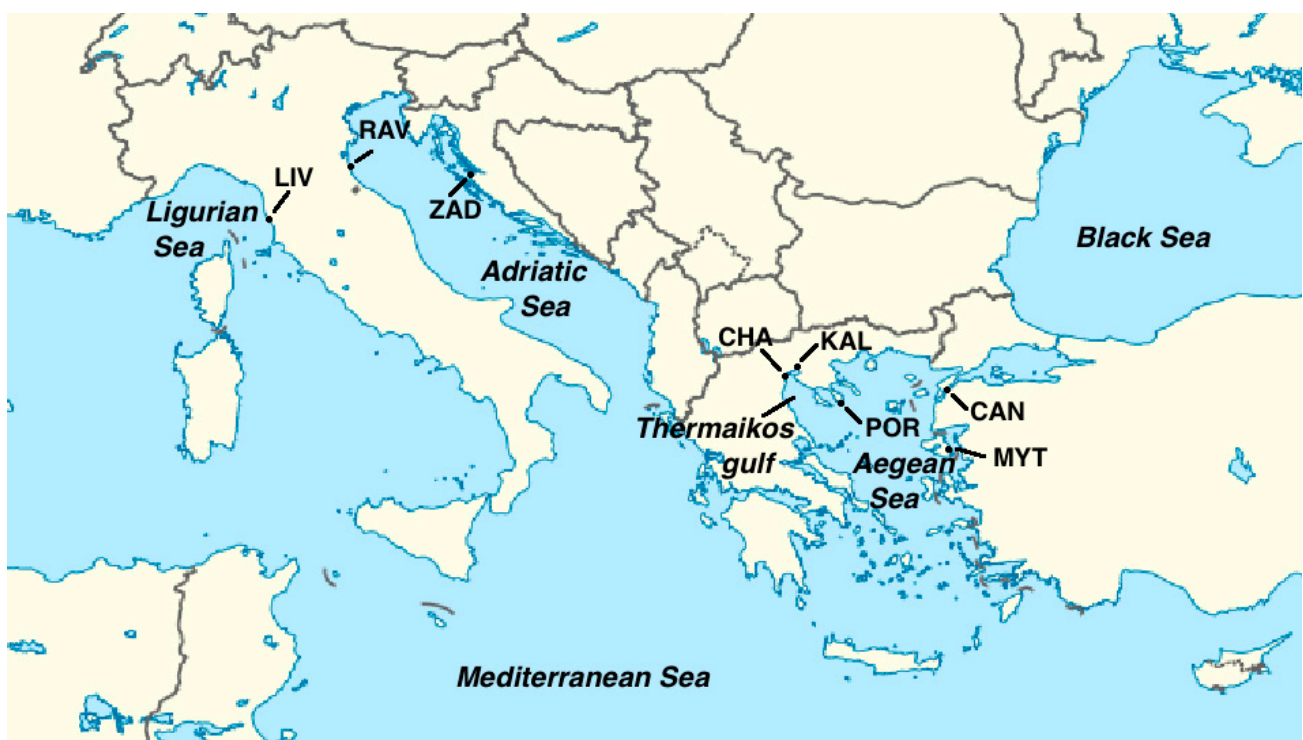 RAV
LIV
ZAD
Ligurian
Sea
Adriatic
Sea
Black Sea
CHA
KAL
CAN
Thermaikos
gulf
POR
MYT
Aegean
Sea
Mediterranean Sea